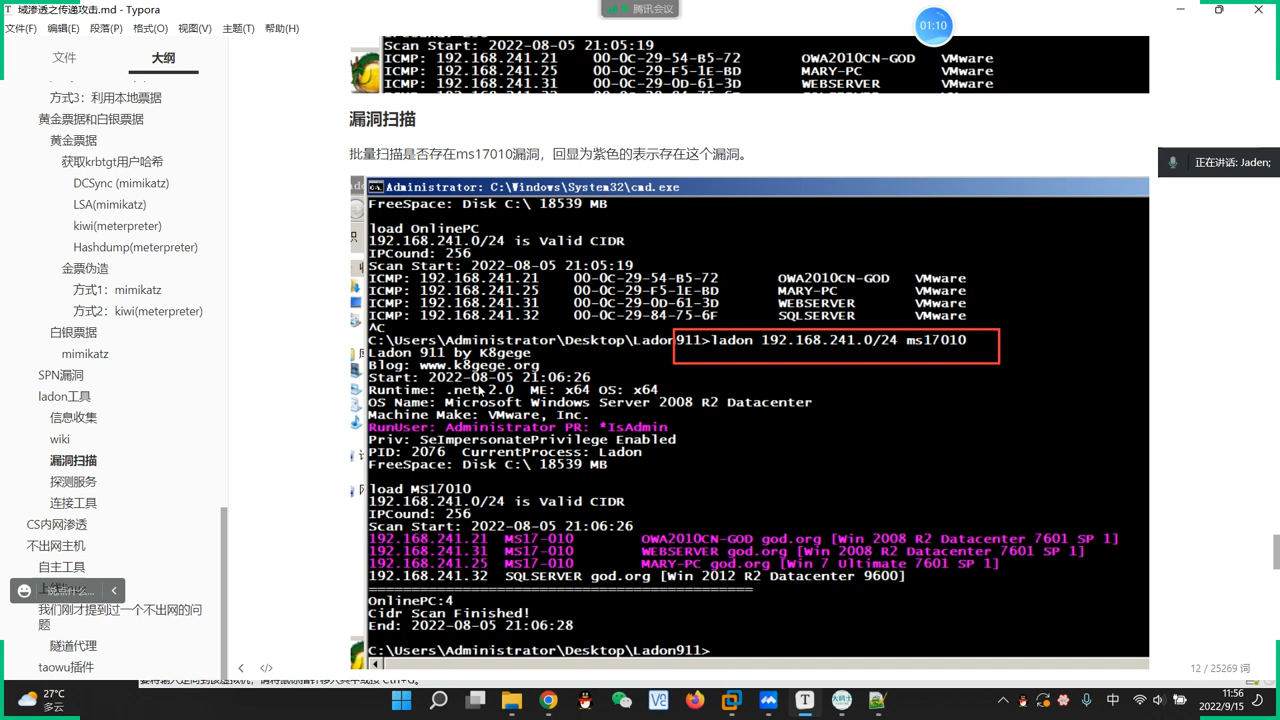 域渗透之传递攻击.md - Typora
腾讯会议
01:10
文件(F) 编辑(E) 段落(P) 格式(O) 视图(V) 主题(T) 帮助(H)
文件 大纲
方式3：利用本地票据
黄金票据和白银票据
黄金票据
获取krbtgt用户哈希
DCSync (mimikatz)
LSA(mimikatz)
kiwi(meterpreter)
Hashdump(meterpreter)
金票伪造
方式1：mimikatz
方式2：kiwi(meterpreter)
白银票据
mimikatz
SPN漏洞
ladon工具
信息收集
wiki
漏洞扫描
探测服务
连接工具
CS内网渗透
不出网主机
自主工具
我们刚才提到过一个不出网的问
题
隧道代理
taowu插件
Scan Start: 2022-08-05 21:05:19
ICMP: 192.168.241.21 00-0C-29-54-B5-72 OWA2010CN-GOD VMware
ICMP: 192.168.241.25 00-0C-29-F5-1E-BD MARY-PC VMware
ICMP: 192.168.241.31 00-0C-29-0D-61-3D WEBSERVER VMware
漏洞扫描
批量扫描是否存在ms17010漏洞，回显为紫色的表示存在这个漏洞。
正在讲话: Jaden;
Administrator: C:\Windows\System32\cmd.exe
FreeSpace: Disk C:\ 18539 MB
load OnlinePC
192.168.241.0/24 is Valid CIDR
IPCound: 256
Scan Start: 2022-08-05 21:05:19
ICMP: 192.168.241.21 00-0C-29-54-B5-72 OWA2010CN-GOD VMware
ICMP: 192.168.241.25 00-0C-29-F5-1E-BD MARY-PC VMware
ICMP: 192.168.241.31 00-0C-29-0D-61-3D WEBSERVER VMware
ICMP: 192.168.241.32 00-0C-29-84-75-6F SQLSERVER VMware
^C
C:\Users\Administrator\Desktop\Ladon911>ladon 192.168.241.0/24 ms17010
Ladon 911 by K8gege
Blog: www.k8gege.org
Start: 2022-08-05 21:06:26
Runtime: .net 2.0 ME: x64 OS: x64
OS Name: Microsoft Windows Server 2008 R2 Datacenter
Machine Make: VMware, Inc.
RunUser: Administrator PR: *IsAdmin
Priv: SeImpersonatePrivilege Enabled
PID: 2076 CurrentProcess: Ladon
FreeSpace: Disk C:\ 18539 MB
load MS17010
192.168.241.0/24 is Valid CIDR
IPCound: 256
Scan Start: 2022-08-05 21:06:26
192.168.241.21 MS17-010 OWA2010CN-GOD god.org [Win 2008 R2 Datacenter 7601 SP 1]
192.168.241.31 MS17-010 WEBSERVER god.org [Win 2008 R2 Datacenter 7601 SP 1]
192.168.241.25 MS17-010 MARY-PC god.org [Win 7 Ultimate 7601 SP 1]
192.168.241.32 SQLSERVER god.org [Win 2012 R2 Datacenter 9600]
=============================================
OnlinePC:4
Cidr Scan Finished!
End: 2022-08-05 21:06:28
C:\Users\Administrator\Desktop\Ladon911>
12 / 25269 词
27°C
多云
中
11:56
2022/9/15